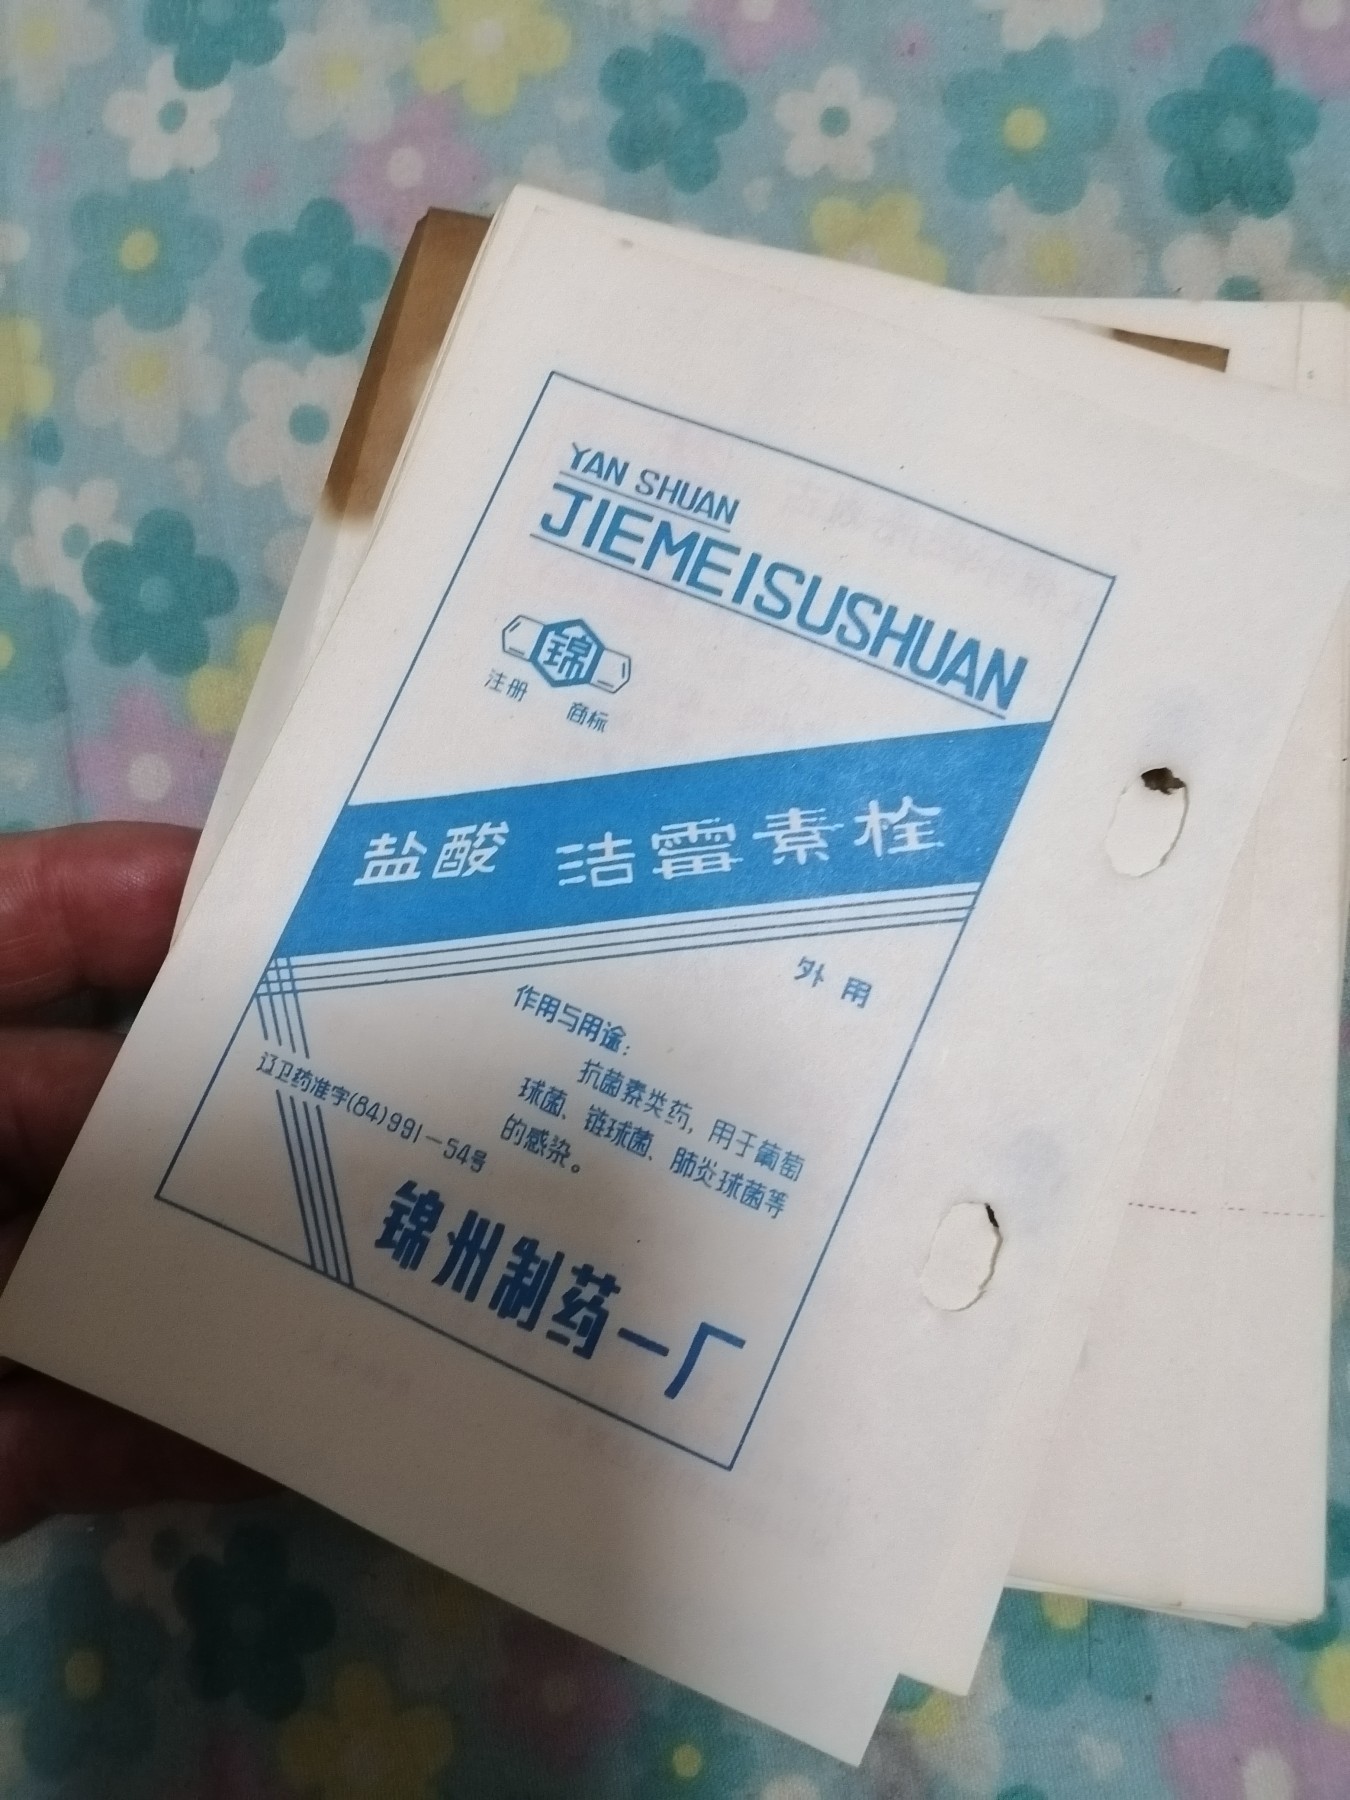 YAN SHUAN
JIEMEISUSHUAN
锦
注册 商标
盐酸 洁霉素栓
外用
作用与用途:
抗菌素类药,用于葡萄
球菌、链球菌、肺炎球菌等
的感染。
辽卫药准字(84)991-54号
锦州制药一厂